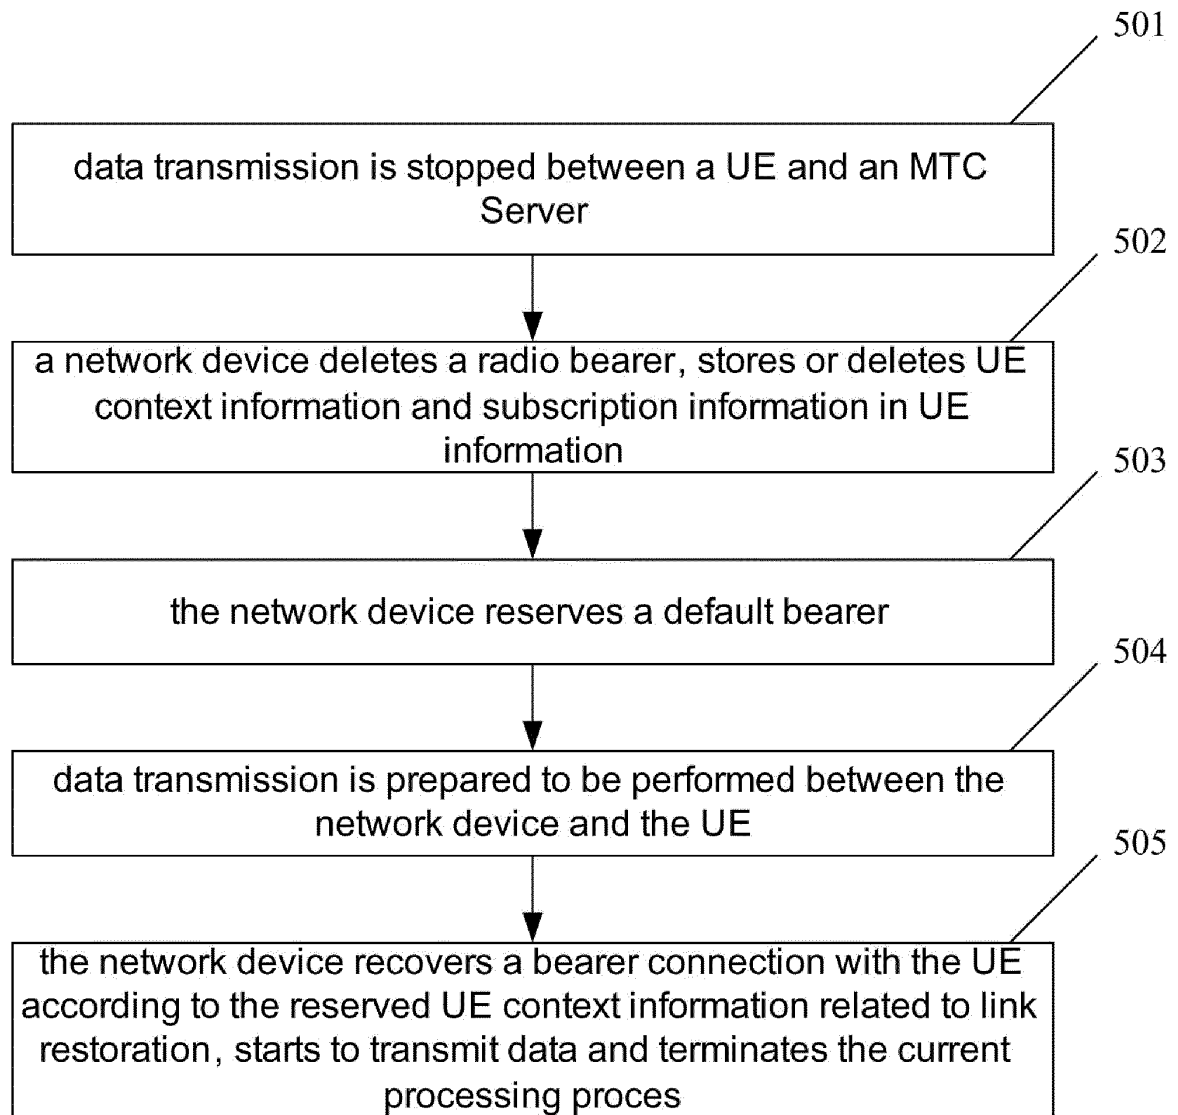 501
data transmission is stopped between a UE and an MTC
Server
502
a network device deletes a radio bearer, stores or deletes UE
context information and subscription information in UE
information
503
the network device reserves a default bearer
504
data transmission is prepared to be performed between the
network device and the UE
505
the network device recovers a bearer connection with the UE
according to the reserved UE context information related to link
restoration, starts to transmit data and terminates the current
processing proces